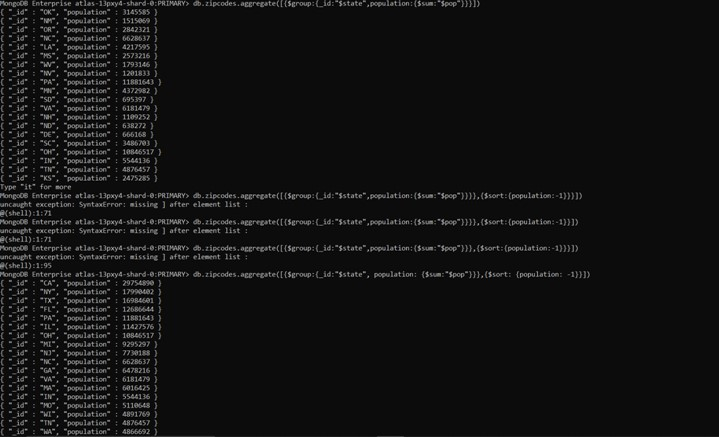 MongoDB Enterprise atlas-13pxy4-shard-0:PRIMARY> db.zipcodes.aggregate([{$group:{_id:"$state",population:{$sum:"$pop"}}}])
{ "_id" : "OK", "population" : 3145585 }
{ "_id" : "NM", "population" : 1515069 }
{ "_id" : "OR", "population" : 2842321 }
{ "_id" : "NC", "population" : 6628637 }
{ "_id" : "LA", "population" : 4217595 }
{ "_id" : "MS", "population" : 2573216 }
{ "_id" : "WV", "population" : 1793146 }
{ "_id" : "NV", "population" : 1201833 }
{ "_id" : "PA", "population" : 11881643 }
{ "_id" : "MN", "population" : 4372982 }
{ "_id" : "SD", "population" : 695397 }
{ "_id" : "VA", "population" : 6181479 }
{ "_id" : "NH", "population" : 1109252 }
{ "_id" : "ND", "population" : 638272 }
{ "_id" : "DE", "population" : 666168 }
{ "_id" : "SC", "population" : 3486703 }
{ "_id" : "OH", "population" : 10846517 }
{ "_id" : "IN", "population" : 5544136 }
{ "_id" : "TN", "population" : 4876457 }
{ "_id" : "KS", "population" : 2475285 }
Type "it" for more
MongoDB Enterprise atlas-13pxy4-shard-0:PRIMARY> db.zipcodes.aggregate([{$group:{_id:"$state",population:{$sum:"$pop"}}}},{$sort:{population:-1}}}])
uncaught exception: SyntaxError: missing ] after element list :
@(shell):1:71
MongoDB Enterprise atlas-13pxy4-shard-0:PRIMARY> db.zipcodes.aggregate([{$group:{_id:"$state",population:{$sum:"$pop"}}}},{$sort:{population:-1}}])
uncaught exception: SyntaxError: missing ] after element list :
@(shell):1:71
MongoDB Enterprise atlas-13pxy4-shard-0:PRIMARY> db.zipcodes.aggregate([{$group:{_id:"$state",population:{$sum:"$pop"}}},{$sort:{population:-1}}}])
uncaught exception: SyntaxError: missing ] after element list :
@(shell):1:95
MongoDB Enterprise atlas-13pxy4-shard-0:PRIMARY> db.zipcodes.aggregate([{$group:{_id:"$state", population: {$sum:"$pop"}}},{$sort: {population: -1}}])
{ "_id" : "CA", "population" : 29754890 }
{ "_id" : "NY", "population" : 17990402 }
{ "_id" : "TX", "population" : 16984601 }
{ "_id" : "FL", "population" : 12686644 }
{ "_id" : "PA", "population" : 11881643 }
{ "_id" : "IL", "population" : 11427576 }
{ "_id" : "OH", "population" : 10846517 }
{ "_id" : "MI", "population" : 9295297 }
{ "_id" : "NJ", "population" : 7730188 }
{ "_id" : "NC", "population" : 6628637 }
{ "_id" : "GA", "population" : 6478216 }
{ "_id" : "VA", "population" : 6181479 }
{ "_id" : "MA", "population" : 6016425 }
{ "_id" : "IN", "population" : 5544136 }
{ "_id" : "MO", "population" : 5110648 }
{ "_id" : "WI", "population" : 4891769 }
{ "_id" : "TN", "population" : 4876457 }
{ "_id" : "WA", "population" : 4866692 }